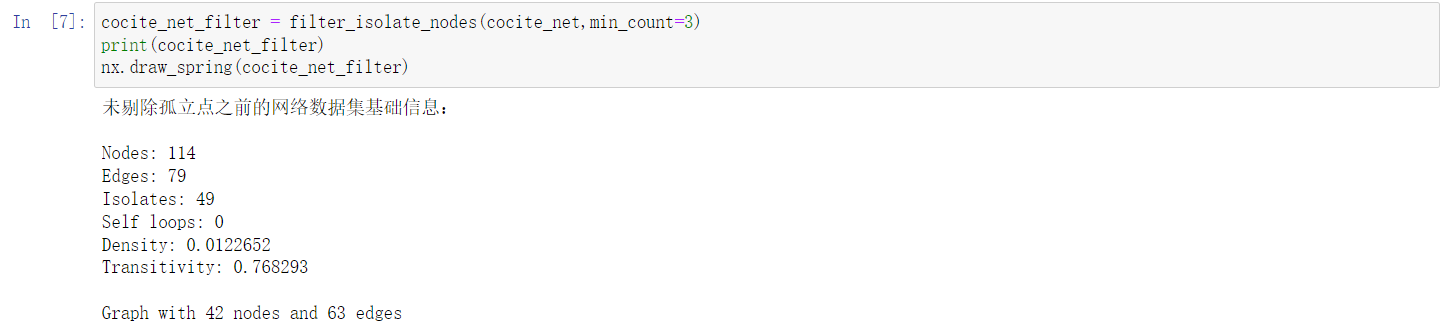 In [7]: cocite_net_filter = filter_isolate_nodes(cocite_net,min_count=3)
print(cocite_net_filter)
nx.draw_spring(cocite_net_filter)
未剔除孤立点之前的网络数据集基础信息：
Nodes: 114
Edges: 79
Isolates: 49
Self loops: 0
Density: 0.0122652
Transitivity: 0.768293
Graph with 42 nodes and 63 edges